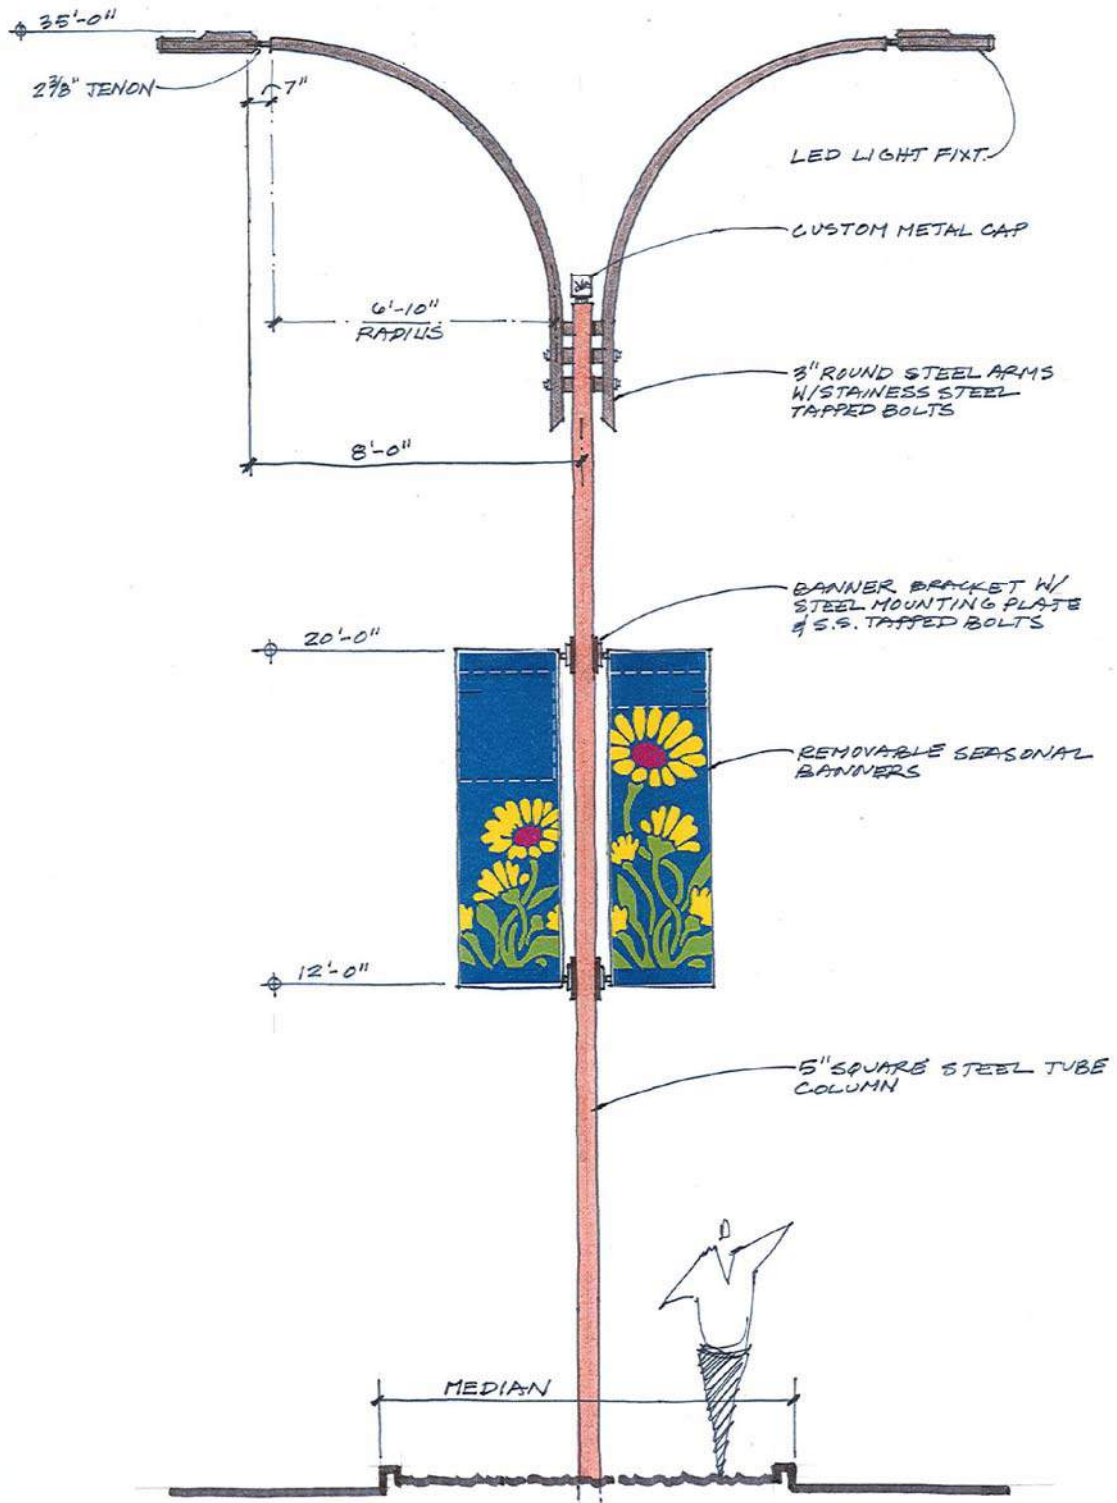 35'-0"
2 3/8" TENON
7"
LED LIGHT FIXT.
CUSTOM METAL CAP
6'-10"
RADIUS
3" ROUND STEEL ARMS
W/STAINESS STEEL
TAPPED BOLTS
8'-0"
BANNER BRACKET W/
STEEL MOUNTING PLATE
& S.S. TAPPED BOLTS
20'-0"
REMOVABLE SEASONAL
BANNERS
12'-0"
5" SQUARE STEEL TUBE
COLUMN
MEDIAN